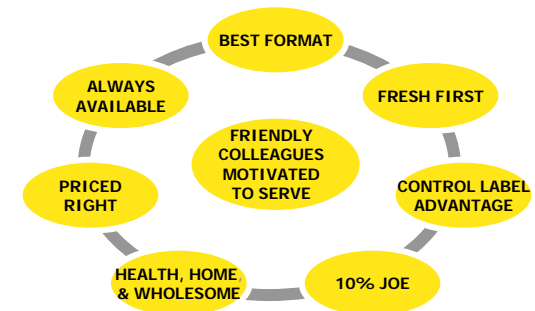 BEST FORMAT
FRESH FIRST
CONTROL LABEL
ADVANTAGE
10% JOE
HEALTH, HOME,
& WHOLESOME
PRICED
RIGHT
ALWAYS
AVAILABLE
FRIENDLY
COLLEAGUES
MOTIVATED
TO SERVE